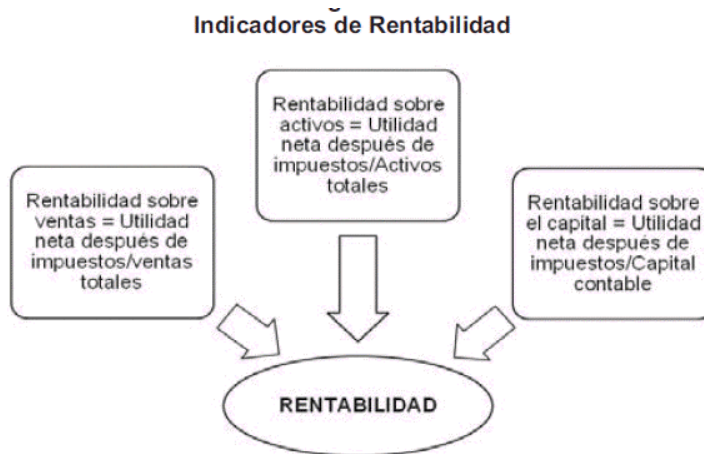 Indicadores de Rentabilidad
Rentabilidad sobre
activos = Utilidad
neta después de
impuestos/Activos
totales
Rentabilidad sobre
ventas = Utilidad
neta después de
impuestos/ventas
totales
Rentabilidad sobre
el capital = Utilidad
neta después de
impuestos/Capital
contable
RENTABILIDAD